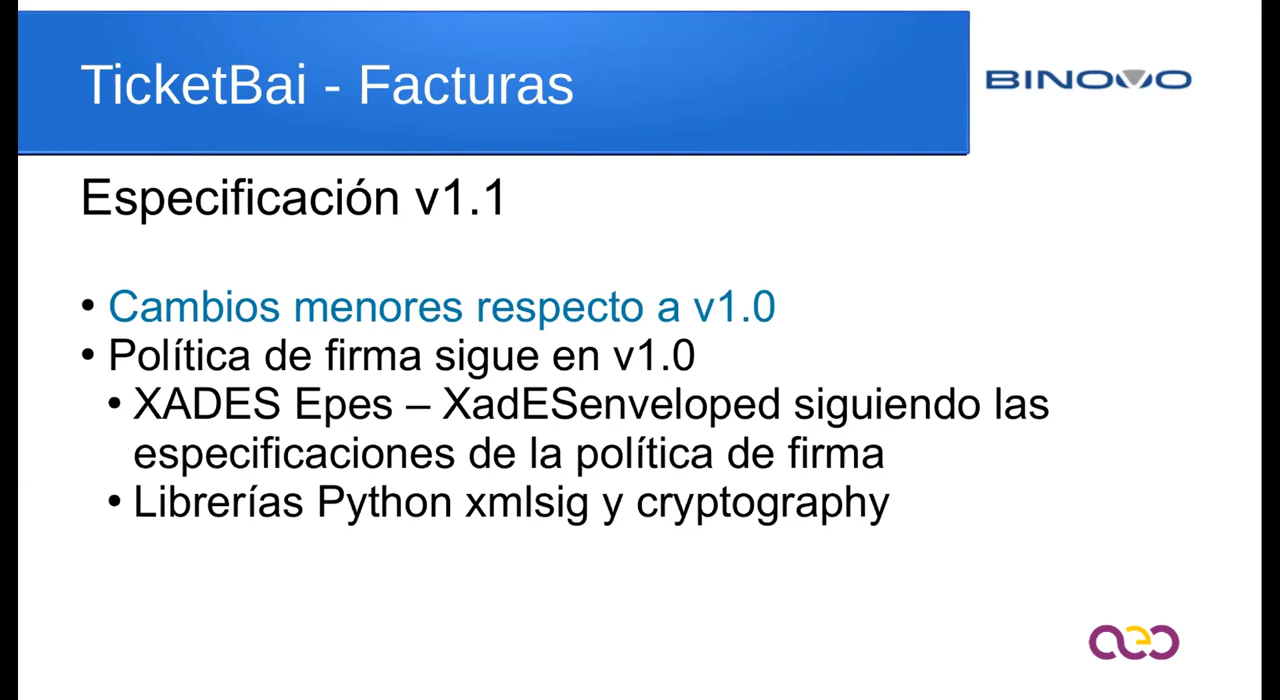 TicketBai - Facturas
BINOVO
Especificación v1.1
• Cambios menores respecto a v1.0
• Política de firma sigue en v1.0
• XADES Epes – XadESenveloped siguiendo las
especificaciones de la política de firma
• Librerías Python xmlsig y cryptography
aeo